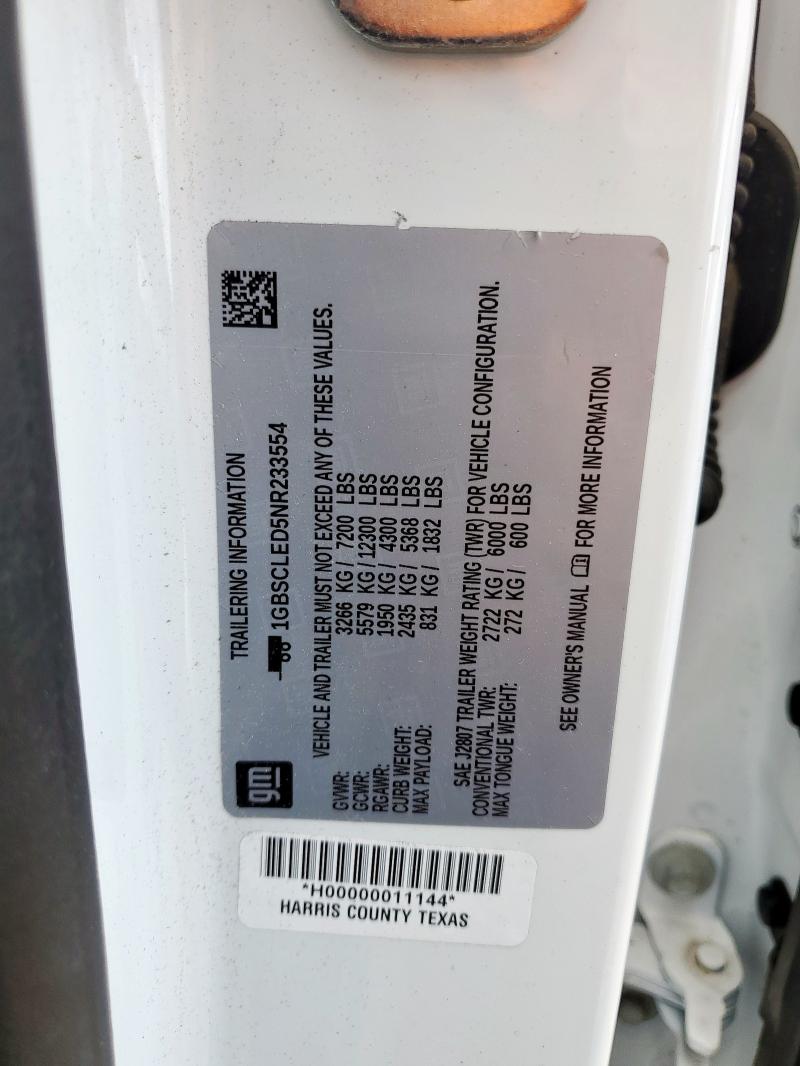 TRAILERING INFORMATION
gm
1GBSCLED5NR233554
VEHICLE AND TRAILER MUST NOT EXCEED ANY OF THESE VALUES.
GVWR: 3266 KG / 7200 LBS
GCWR: 5579 KG / 12300 LBS
RGAWR: 1950 KG / 4300 LBS
CURB WEIGHT: 2435 KG / 5368 LBS
MAX PAYLOAD: 831 KG / 1832 LBS
SAE J2807 TRAILER WEIGHT RATING (TWR) FOR VEHICLE CONFIGURATION.
CONVENTIONAL TWR: 2722 KG / 6000 LBS
MAX TONGUE WEIGHT: 272 KG / 600 LBS
SEE OWNER'S MANUAL FOR MORE INFORMATION
*H00000011144*
HARRIS COUNTY TEXAS